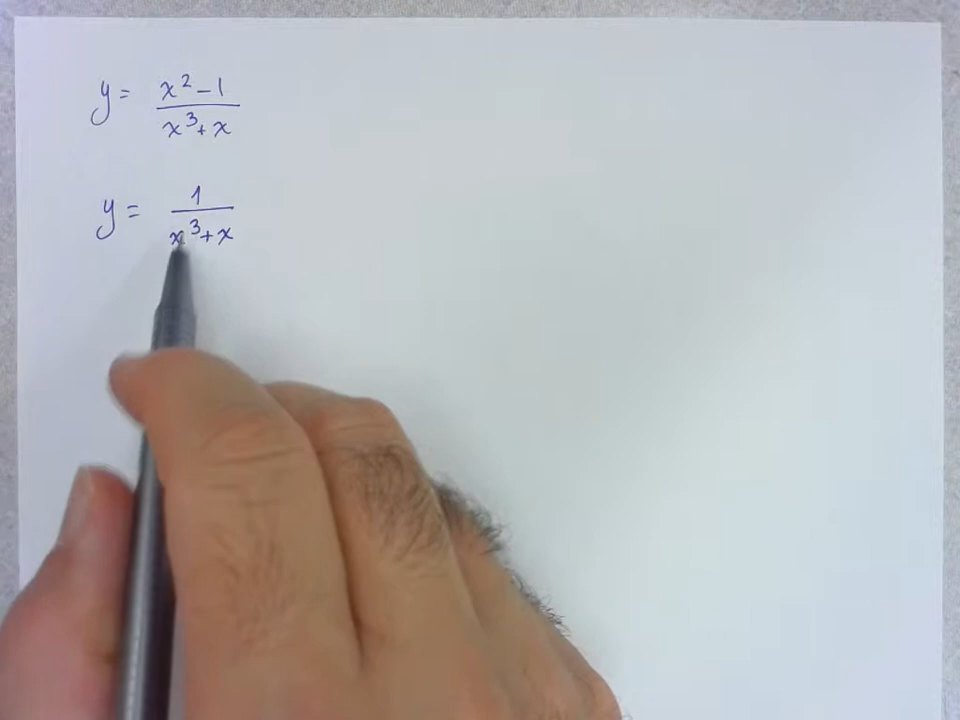 y = x² - 1 / x³ + x
y = 1 / x³ + x